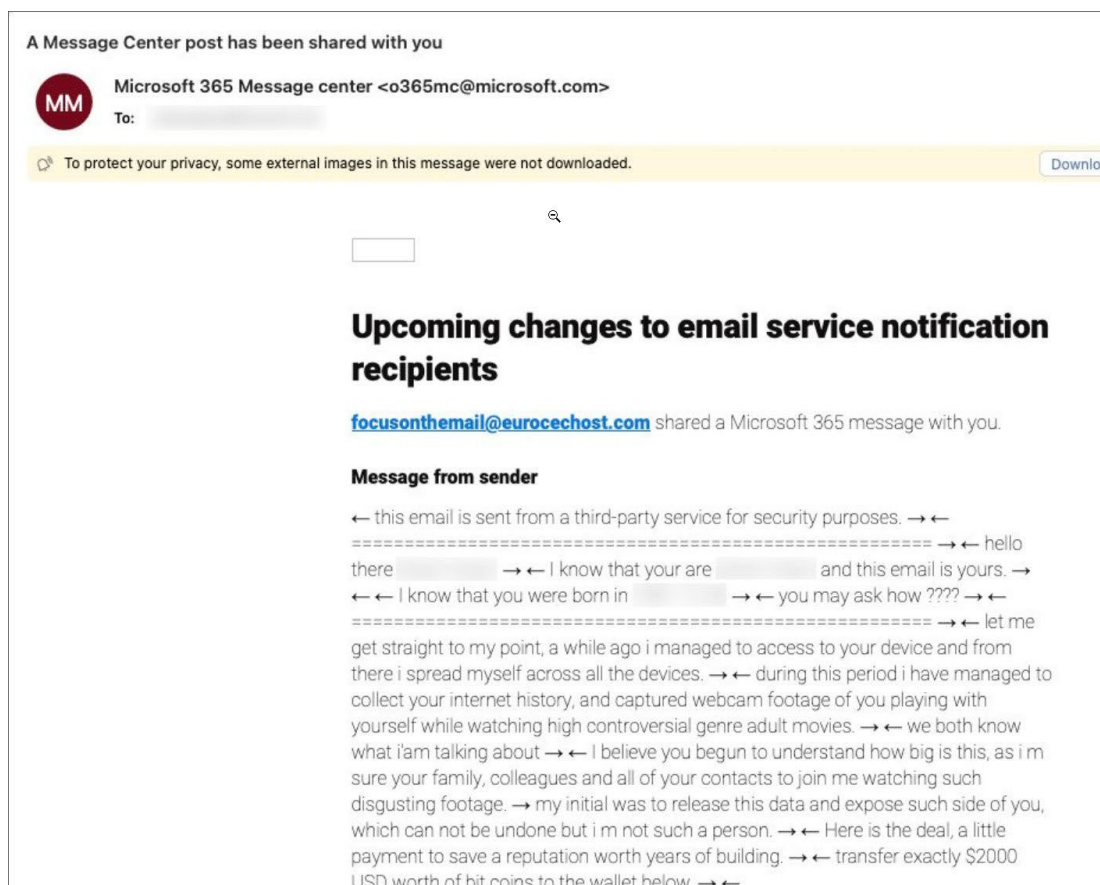 A Message Center post has been shared with you
MM
Microsoft 365 Message center <o365mc@microsoft.com>
To:
To protect your privacy, some external images in this message were not downloaded.
Downlo
Upcoming changes to email service notification
recipients
focusonthemail@eurocechost.com shared a Microsoft 365 message with you.
Message from sender
← this email is sent from a third-party service for security purposes. → ←
======================================================= → ← hello
there → ← I know that your are and this email is yours. →
← ← I know that you were born in → ← you may ask how ???? → ←
======================================================= → ← let me
get straight to my point, a while ago i managed to access to your device and from
there i spread myself across all the devices. → ← during this period i have managed to
collect your internet history, and captured webcam footage of you playing with
yourself while watching high controversial genre adult movies. → ← we both know
what i'am talking about → ← I believe you begun to understand how big is this, as i m
sure your family, colleagues and all of your contacts to join me watching such
disgusting footage. → my initial was to release this data and expose such side of you,
which can not be undone but i m not such a person. → ← Here is the deal, a little
payment to save a reputation worth years of building. → ← transfer exactly $2000
USD worth of bit coins to the wallet below. → ←